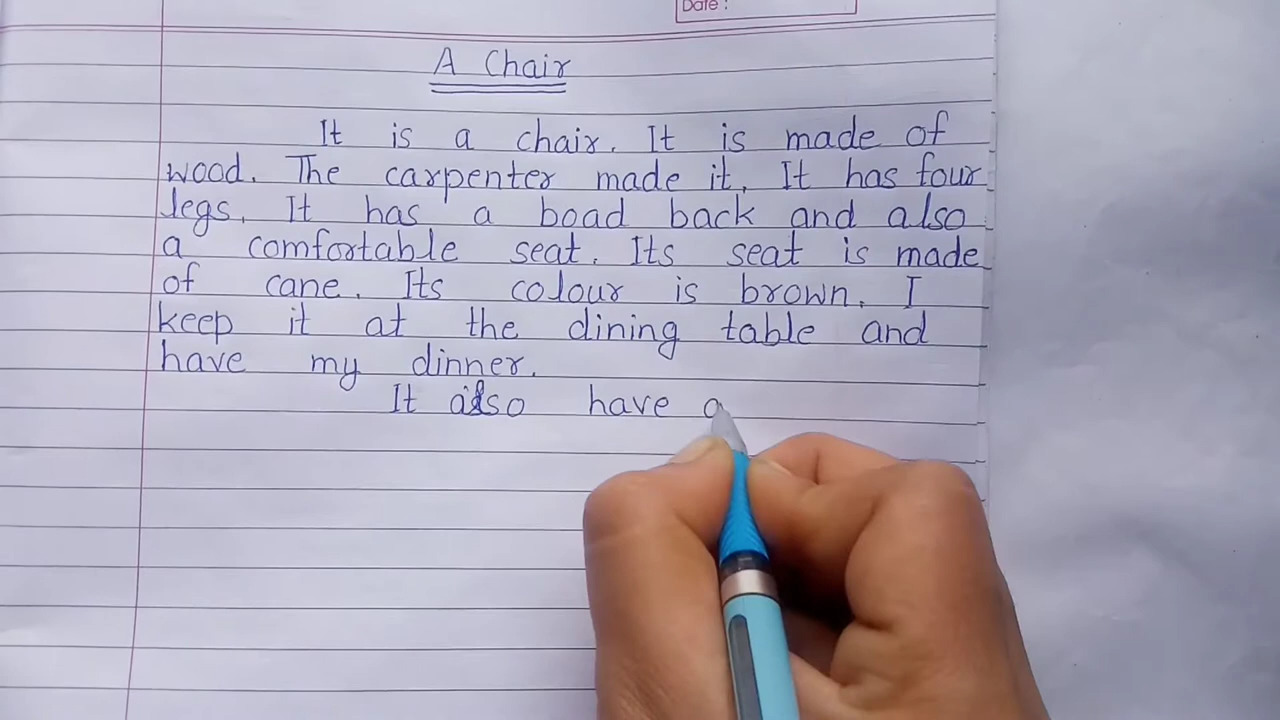 Date :
A Chair
It is a chair. It is made of
wood. The carpenter made it. It has four
legs. It has a boad back and also
a comfortable seat. Its seat is made
of cane. Its colour is brown. I
keep it at the dining table and
have my dinner.
It also have a